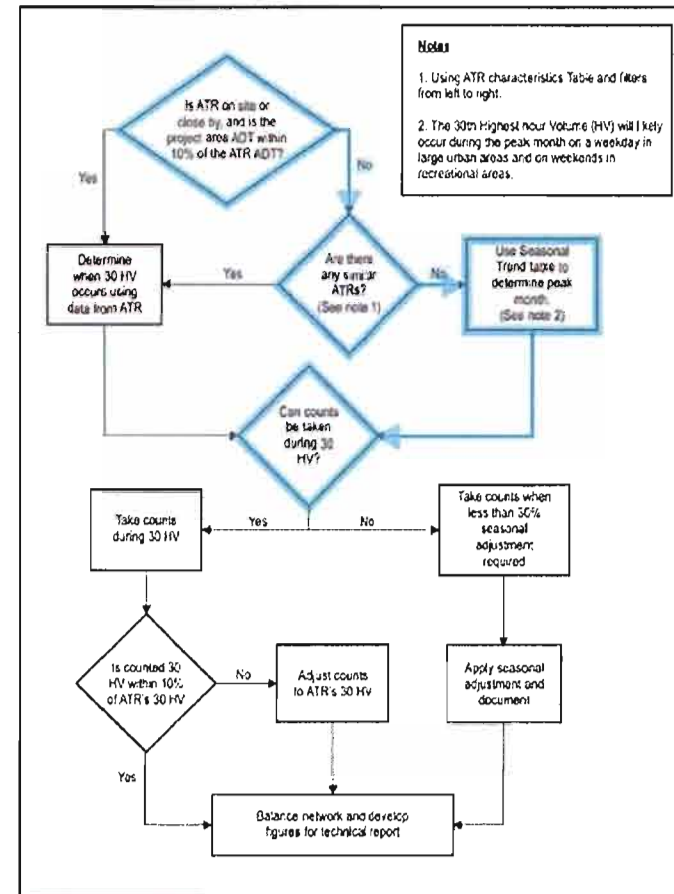 Notes
1. Using ATR characteristics Table and filters
from left to right.
2. The 30th Highest hour Volume (HV) will likely
occur during the peak month on a weekday in
large urban areas and on weekends in
recreational areas.
Is ATR on site or
close by, and is the
project area ADT within
10% of the ATR ADT?
Yes
No
Determine
when 30 HV
occurs using
data from ATR
Yes
Are there
any similar
ATRs?
(See note 1)
No
Use Seasonal
Trend table to
determine peak
month.
(See note 2)
Can counts
be taken
during 30
HV?
Take counts
during 30 HV
Yes
No
Take counts when
less than 30%
seasonal
adjustment
required
Is counted 30
HV within 10%
of ATR's 30 HV
No
Adjust counts
to ATR's 30 HV
Apply seasonal
adjustment and
document
Yes
Balance network and develop
figures for technical report